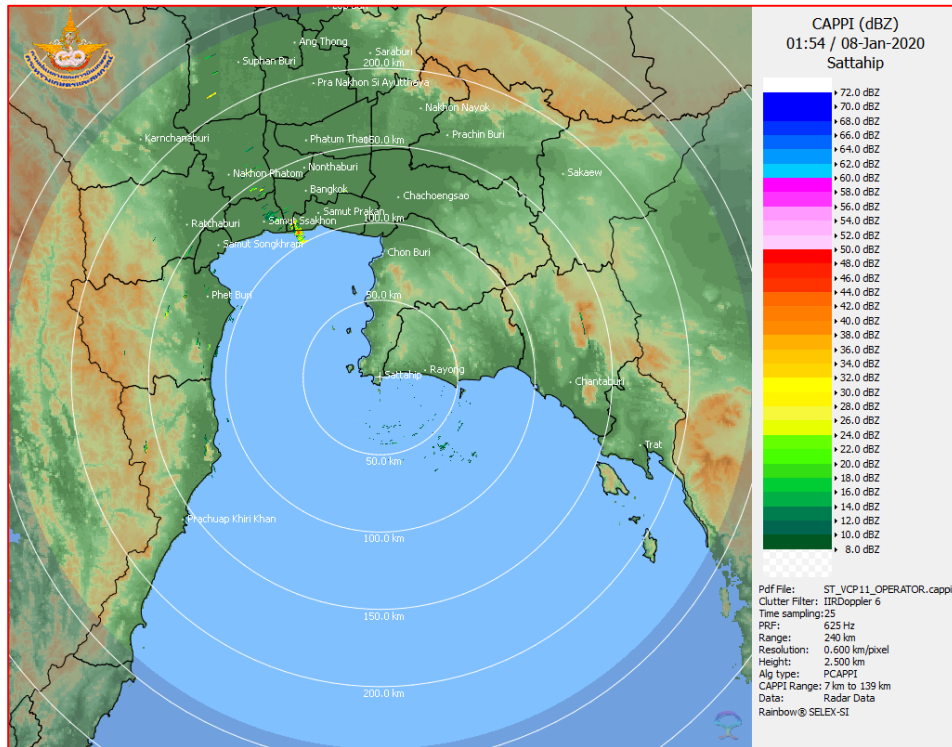 CAPPI (dBZ)
01:54 / 08-Jan-2020
Sattahip
72.0 dBZ
70.0 dBZ
68.0 dBZ
66.0 dBZ
64.0 dBZ
62.0 dBZ
60.0 dBZ
58.0 dBZ
56.0 dBZ
54.0 dBZ
52.0 dBZ
50.0 dBZ
48.0 dBZ
46.0 dBZ
44.0 dBZ
42.0 dBZ
40.0 dBZ
38.0 dBZ
36.0 dBZ
34.0 dBZ
32.0 dBZ
30.0 dBZ
28.0 dBZ
26.0 dBZ
24.0 dBZ
22.0 dBZ
20.0 dBZ
18.0 dBZ
16.0 dBZ
14.0 dBZ
12.0 dBZ
10.0 dBZ
8.0 dBZ
Pdf File: ST_VCP11_OPERATOR.cappi
Clutter Filter: IIRDoppler 6
Time sampling:25
PRF: 625 Hz
Range: 240 km
Resolution: 0.600 km/pixel
Height: 2.500 km
Alg type: PCAPPI
CAPPI Range: 7 km to 139 km
Data: Radar Data
Rainbow® SELEX-SI
Ang Thong
Saraburi
Suphan Buri
200.0 km
Pra Nakhon Si Ayutthaya
Nakhon Nayok
Karnchanaburi
Phatum
Prachin Buri
Nonthaburi
Nakhon Phatom
Sakaew
Bangkok
Chachoengsao
Samut Prakan
Ratchaburi
Samut Ssakhon
100.0 km
Samut Songkhram
Chon Buri
Phet Buri
50.0 km
Sattahip
Rayong
Chantaburi
Trat
50.0 km
Prachuap Khiri Khan
100.0 km
150.0 km
200.0 km